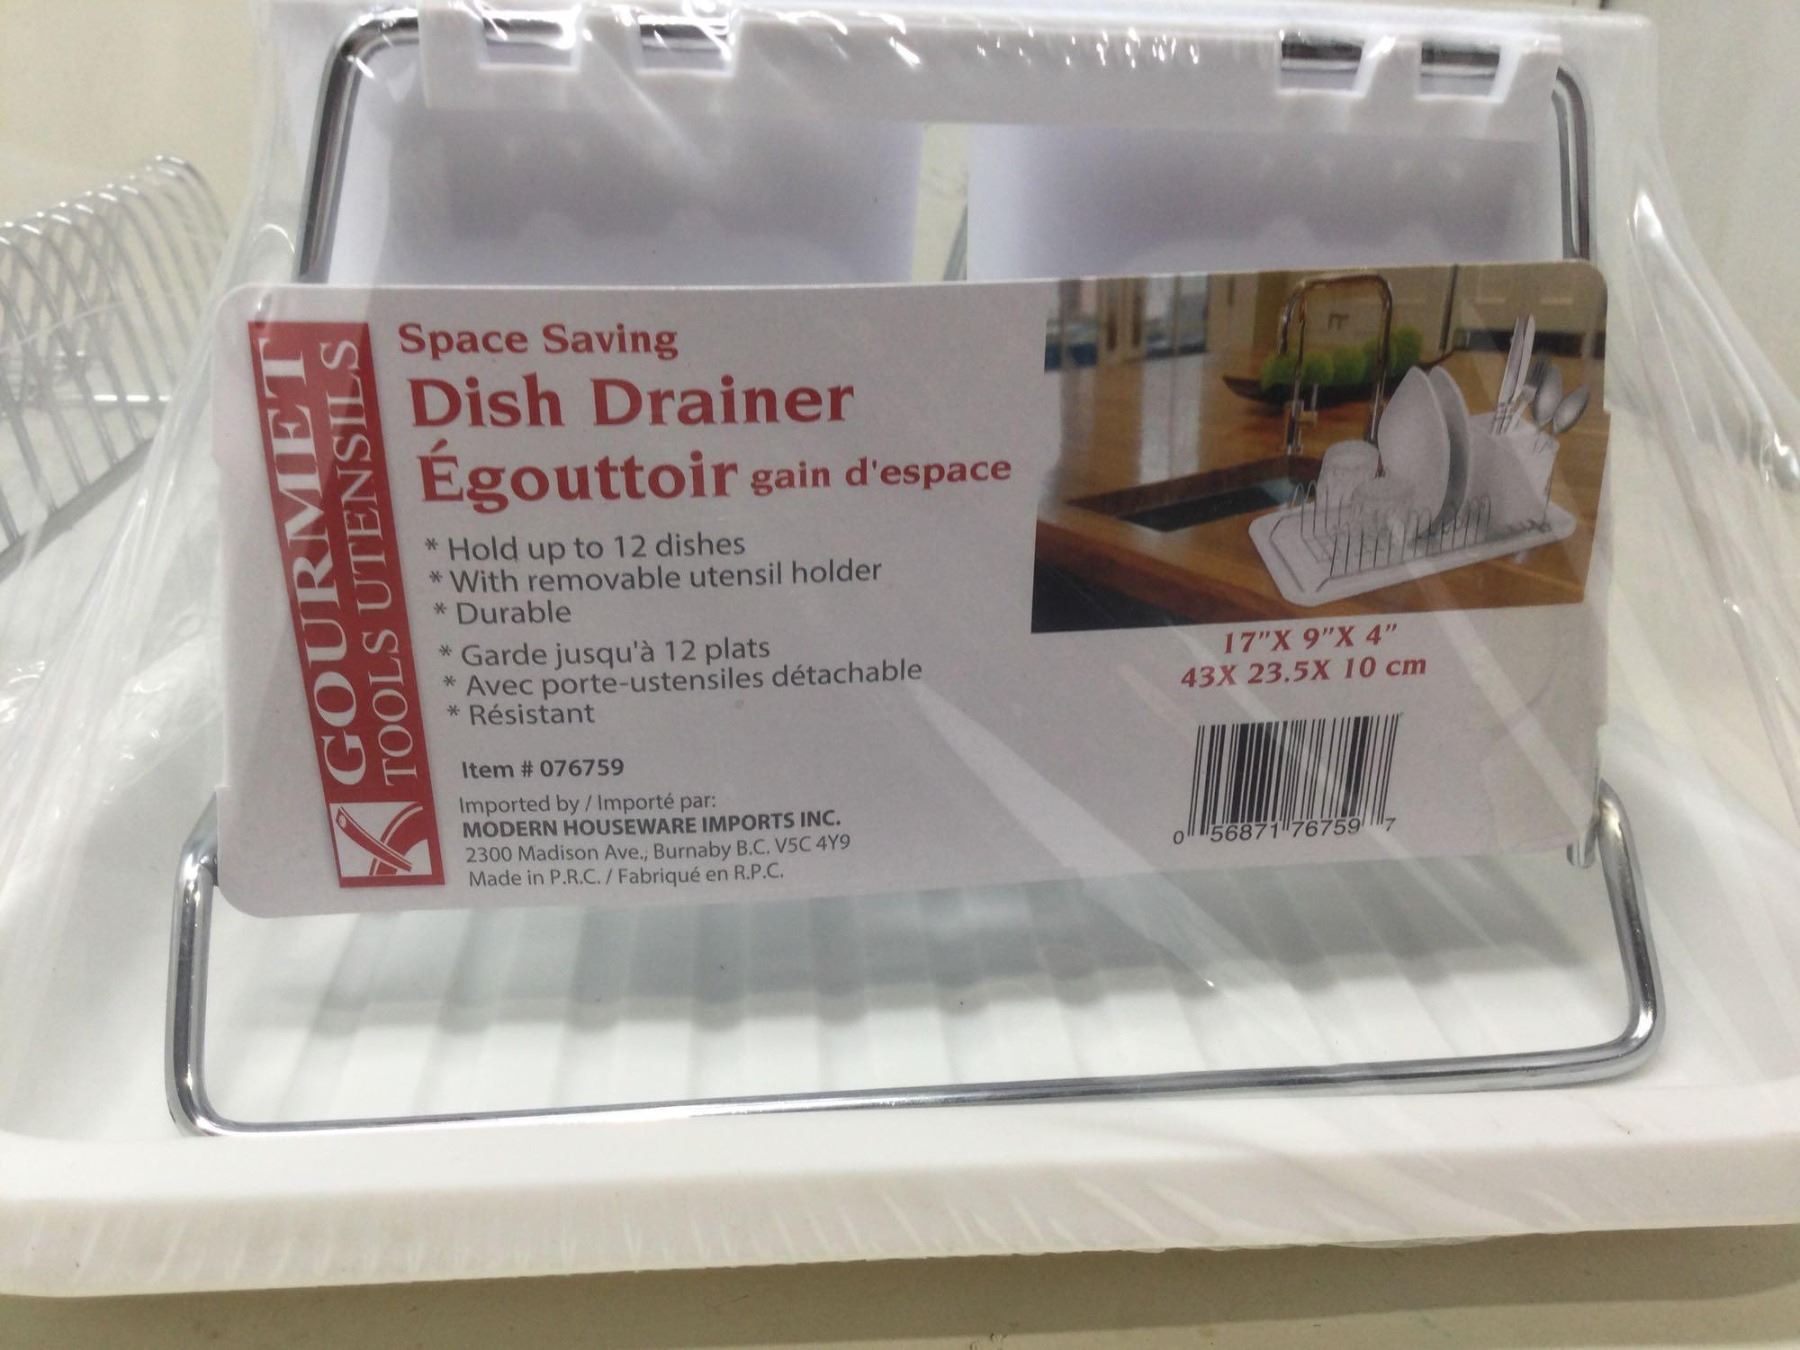 GOURMET
TOOLS UTENSILS
Space Saving
Dish Drainer
Égouttoir gain d'espace
* Hold up to 12 dishes
* With removable utensil holder
* Durable
* Garde jusqu'à 12 plats
* Avec porte-ustensiles détachable
* Résistant
Item # 076759
Imported by / Importé par:
MODERN HOUSEWARE IMPORTS INC.
2300 Madison Ave., Burnaby B.C. V5C 4Y9
Made in P.R.C. / Fabriqué en R.P.C.
17"X 9"X 4"
43X 23.5X 10 cm
0 56871 76759 7